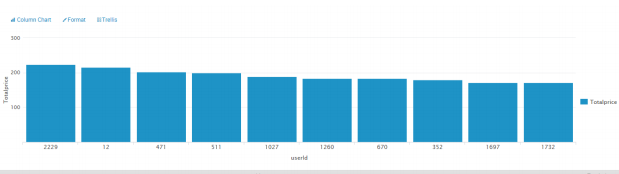 Column Chart Format Trellis
300
200
100
Totalprice
2229 12 471 511 1027 1260 670 352 1697 1732
userId
Totalprice